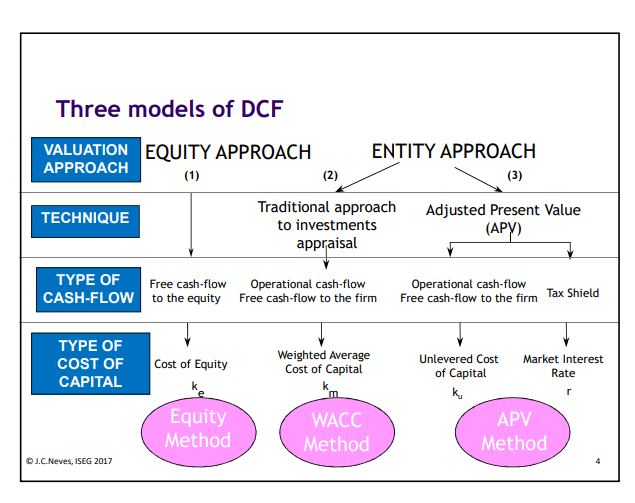 Three models of DCF
VALUATION
APPROACH
EQUITY APPROACH
ENTITY APPROACH
(1)
(2)
(3)
TECHNIQUE
Traditional approach
to investments
appraisal
Adjusted Present Value
(APV)
TYPE OF
CASH-FLOW
Free cash-flow
to the equity
Operational cash-flow
Free cash-flow to the firm
Operational cash-flow
Free cash-flow to the firm
Tax Shield
TYPE OF
COST OF
CAPITAL
Cost of Equity
ke
Weighted Average
Cost of Capital
km
Unlevered Cost
of Capital
ku
Market Interest
Rate
r
Equity
Method
WACC
Method
APV
Method
© J.C.Neves, ISEG 2017
4